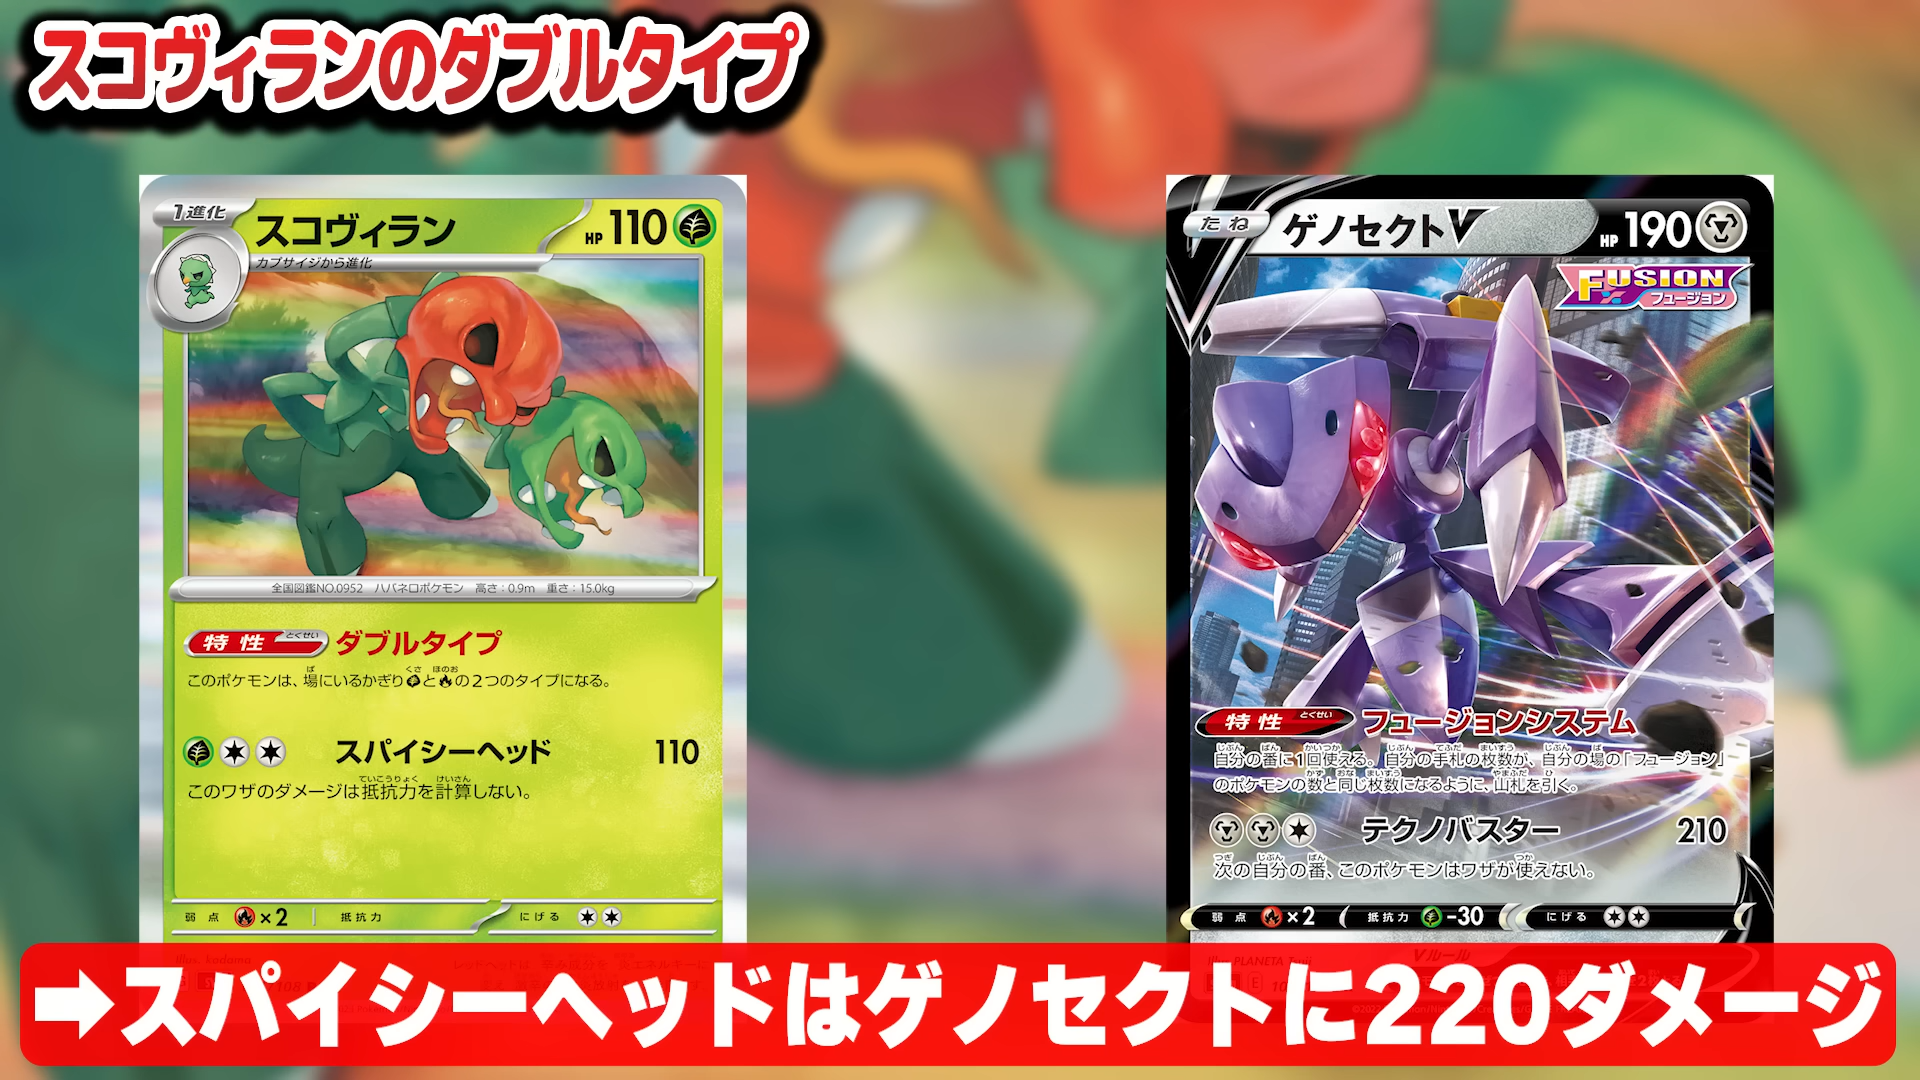 スコヴィランのダブルタイプ
1進化
スコヴィラン
HP 110
カプサイジから進化
全国図鑑NO.0952 ハバネロポケモン 高さ：0.9m 重さ：15.0kg
特性
とくせい
ダブルタイプ
このポケモンは、場にいるかぎりとの2つのタイプになる。
スパイシーヘッド 110
このワザのダメージは抵抗力を計算しない。
弱点 ×2 抵抗力 にげる
Illus. kodama
たね
ゲノセクトV
HP 190
FUSION
フュージョン
特性
とくせい
フュージョンシステム
自分の番に1回使える。自分の手札の枚数が、自分の場の「フュージョン」
のポケモンの数と同じ枚数になるように、山札を引く。
テクノバスター 210
次の自分の番、このポケモンはワザが使えない。
弱点 ×2 抵抗力 -30 にげる
Vルール
➡スパイシーヘッドはゲノセクトに220ダメージ